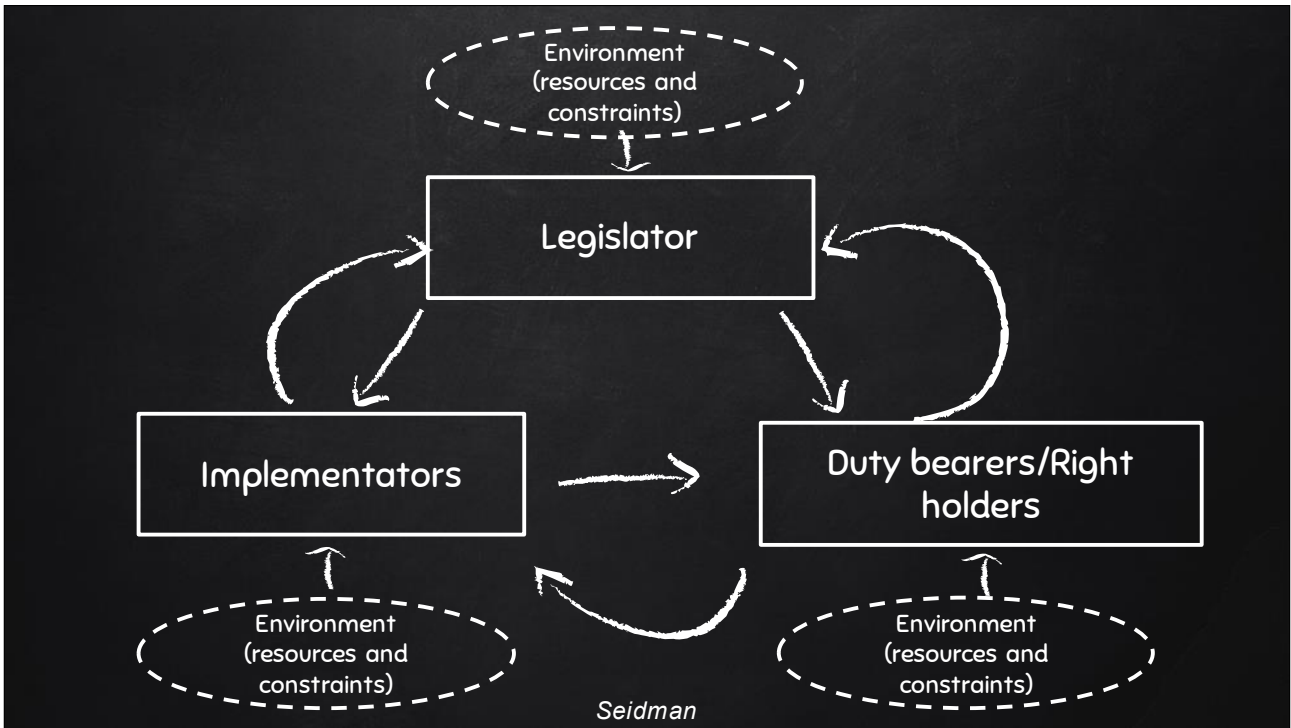 Environment
(resources and
constraints)
Legislator
Implementators
Duty bearers/Right
holders
Environment
(resources and
constraints)
Environment
(resources and
constraints)
Seidman